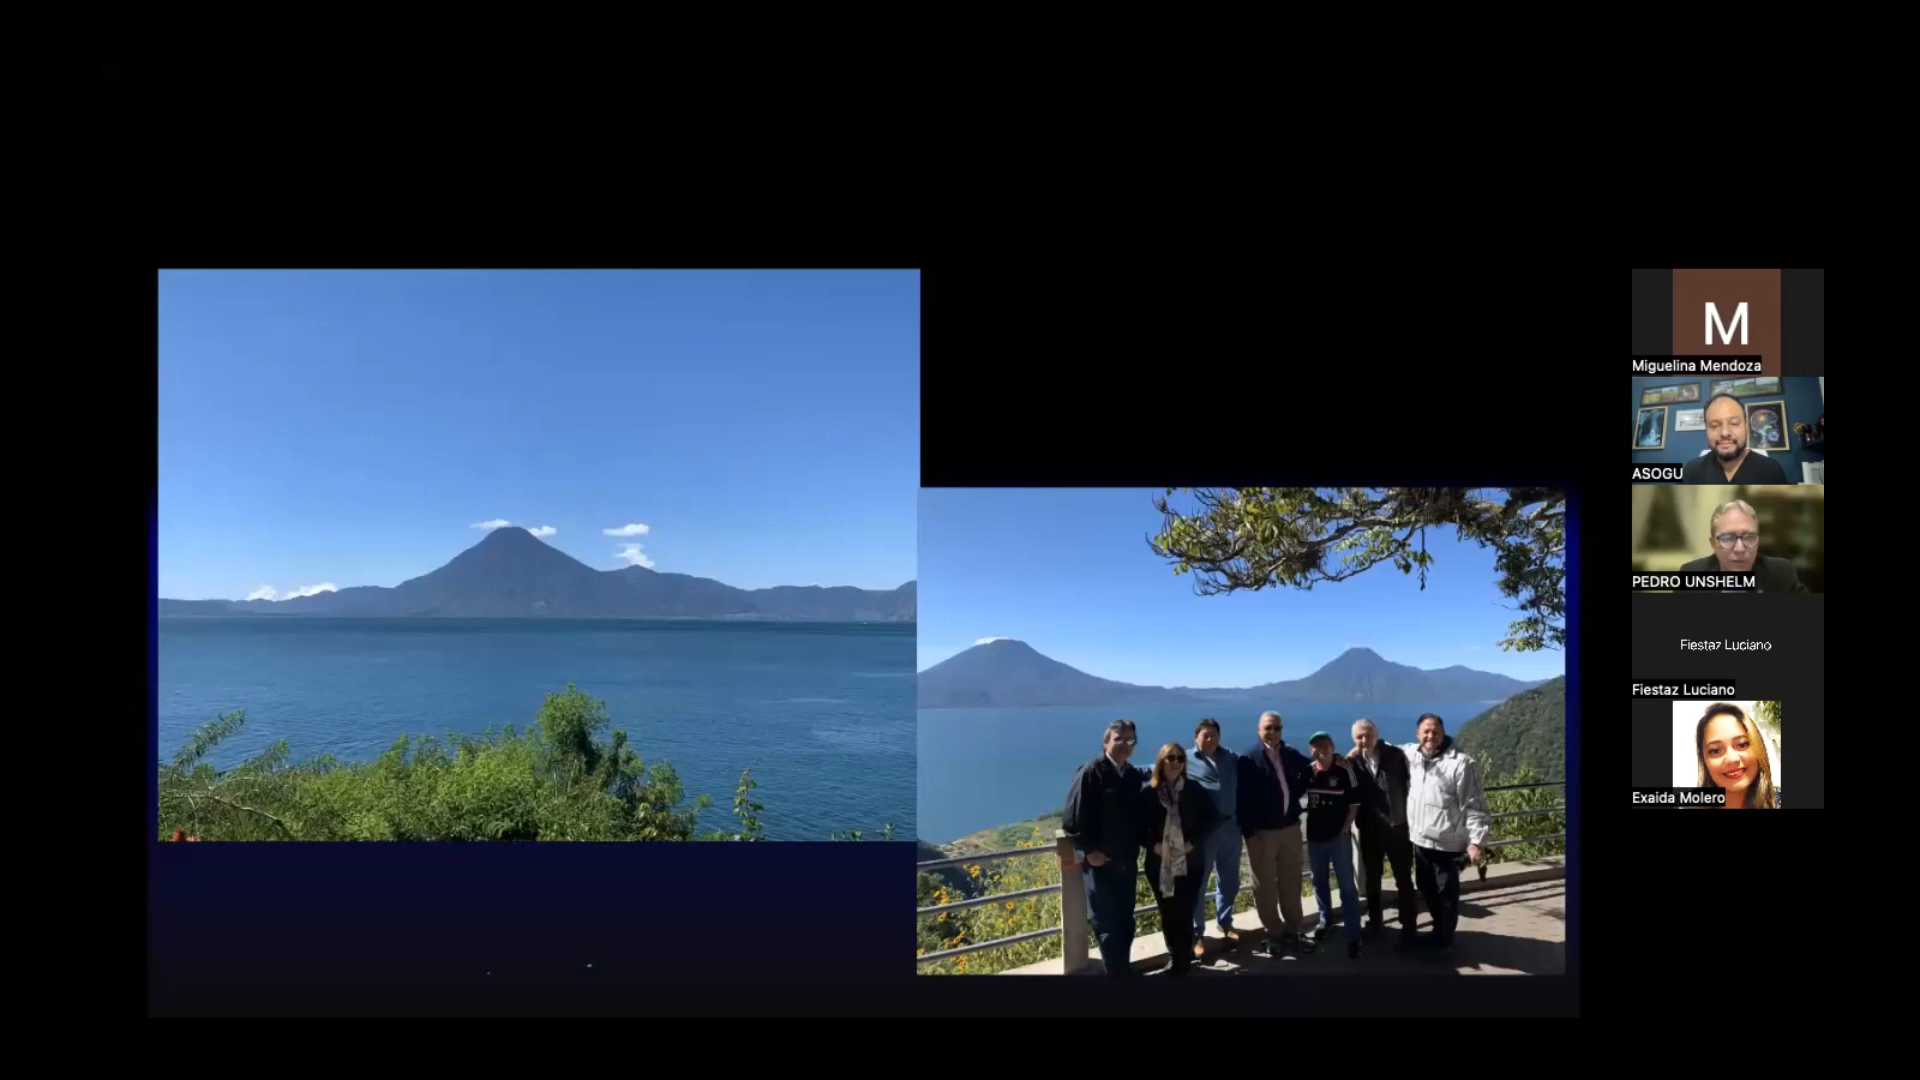 M
Miguelina Mendoza
ASOGU
PEDRO UNSHELM
Fiestaz Luciano
Fiestaz Luciano
Exaida Molero